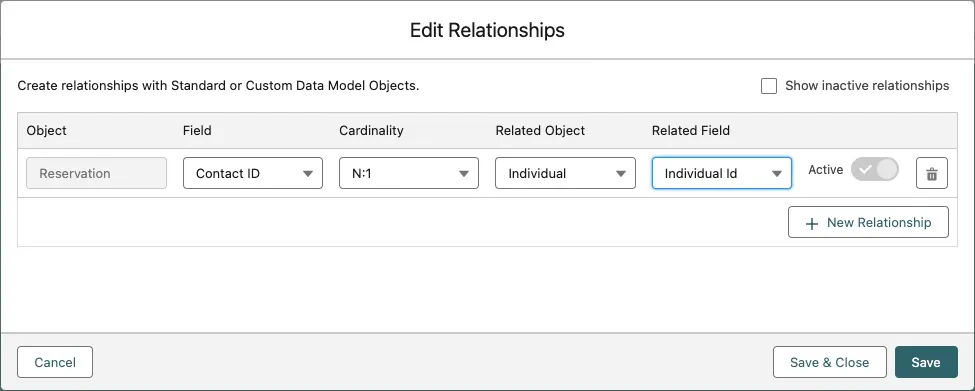 Edit Relationships
Create relationships with Standard or Custom Data Model Objects.
Show inactive relationships
Object Field Cardinality Related Object Related Field
Reservation Contact ID N:1 Individual Individual Id Active
New Relationship
Cancel Save & Close Save